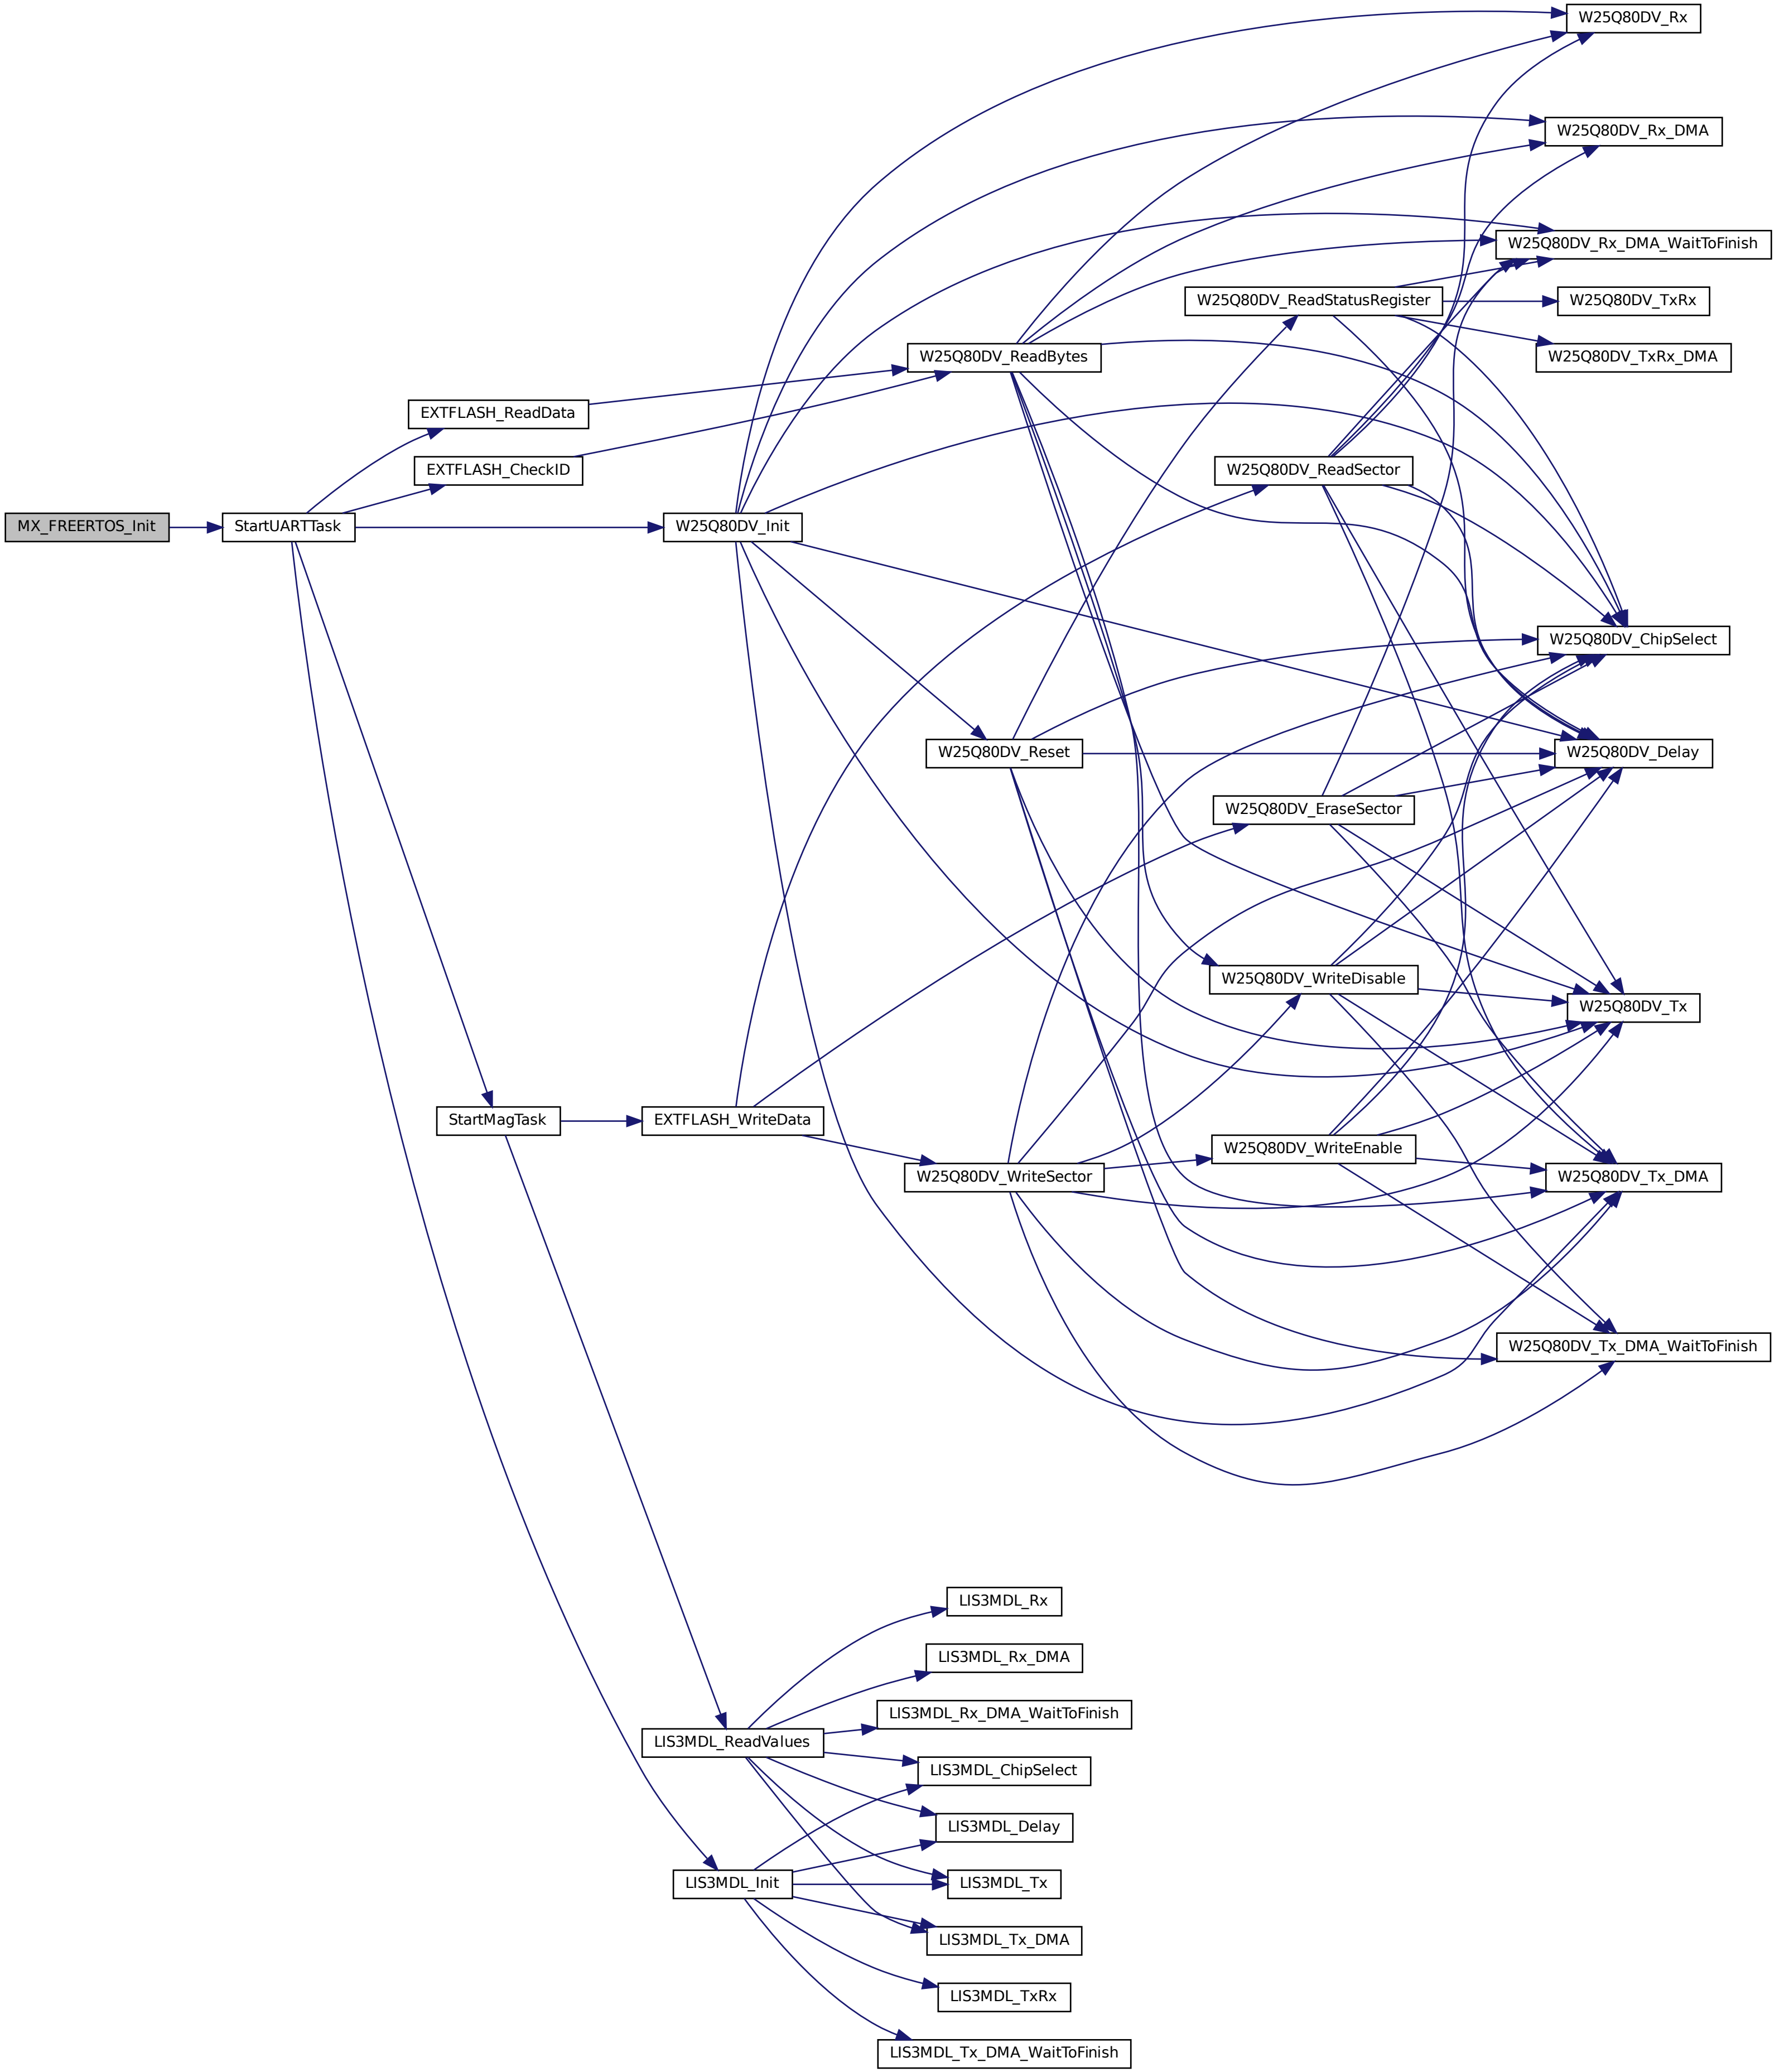 W25Q80DV_Rx
W25Q80DV_Rx_DMA
W25Q80DV_Rx_DMA_WaitToFinish
W25Q80DV_ReadStatusRegister
W25Q80DV_TxRx
W25Q80DV_ReadBytes
W25Q80DV_TxRx_DMA
EXTFLASH_ReadData
EXTFLASH_CheckID
W25Q80DV_ReadSector
MX_FREERTOS_Init
StartUARTTask
W25Q80DV_Init
W25Q80DV_ChipSelect
W25Q80DV_Reset
W25Q80DV_Delay
W25Q80DV_EraseSector
W25Q80DV_WriteDisable
W25Q80DV_Tx
StartMagTask
EXTFLASH_WriteData
W25Q80DV_WriteEnable
W25Q80DV_WriteSector
W25Q80DV_Tx_DMA
W25Q80DV_Tx_DMA_WaitToFinish
LIS3MDL_Rx
LIS3MDL_Rx_DMA
LIS3MDL_Rx_DMA_WaitToFinish
LIS3MDL_ReadValues
LIS3MDL_ChipSelect
LIS3MDL_Delay
LIS3MDL_Init
LIS3MDL_Tx
LIS3MDL_Tx_DMA
LIS3MDL_TxRx
LIS3MDL_Tx_DMA_WaitToFinish